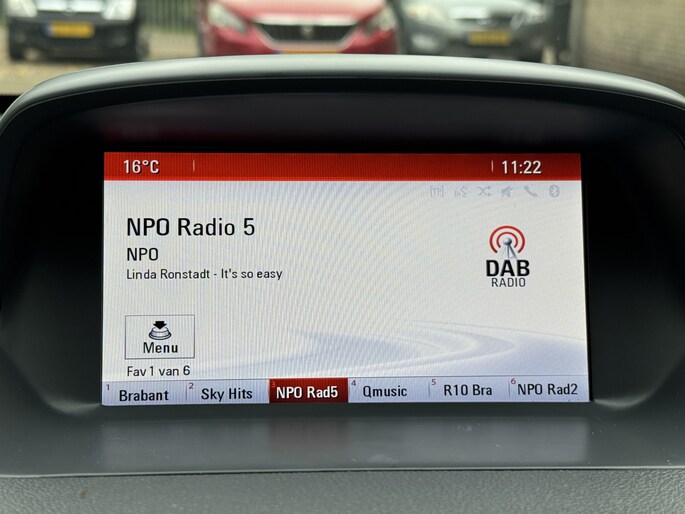 16°C 11:22
NPO Radio 5
NPO
Linda Ronstadt - It's so easy
DAB
RADIO
Menu
Fav 1 van 6
1 Brabant 2 Sky Hits 3 NPO Rad5 4 Qmusic 5 R10 Bra 6 NPO Rad2